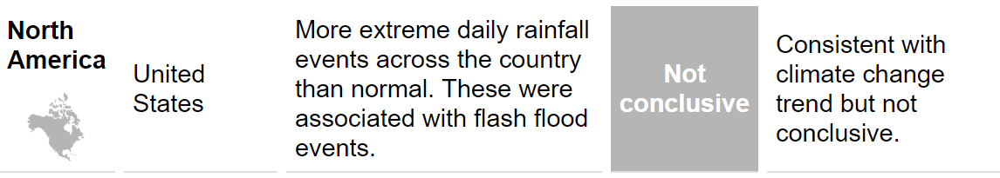 North
America
United
States
More extreme daily rainfall
events across the country
than normal. These were
associated with flash flood
events.
Not
conclusive
Consistent with
climate change
trend but not
conclusive.